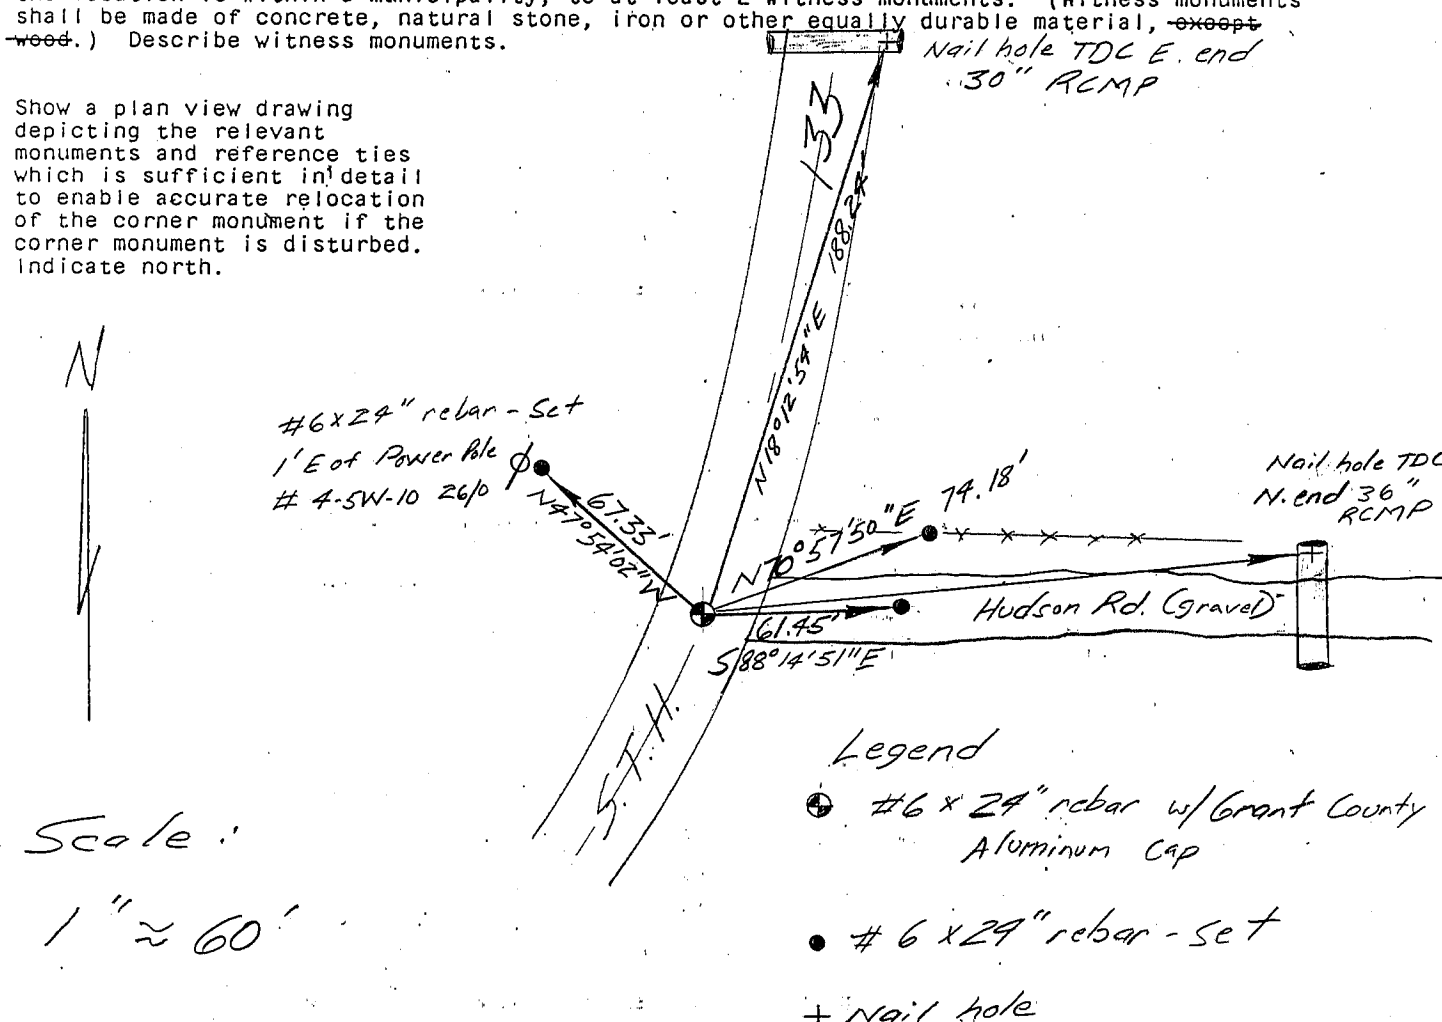 shall be made of concrete, natural stone, iron or other equally durable material, except
wood.) Describe witness monuments.
Nail hole TDC E. end
30" RCMP
Show a plan view drawing
depicting the relevant
monuments and reference ties
which is sufficient in detail
to enable accurate relocation
of the corner monument if the
corner monument is disturbed.
Indicate north.
133
188.24'
N18°12'54"E
N
#6x24" rebar - Set
1' E of Power Pole
# 4-5W-10 26/0
67.33'
N47°54'02"W
74.18'
N70°57'50"E
Nail hole TDC
N. end 36"
RCMP
Hudson Rd. (gravel)
61.45'
S88°14'51"E
S.T.H.
Legend
#6 x 24" rebar w/ Grant County
Aluminum Cap
# 6 x 24" rebar - set
+ Nail hole
Scale:
1" ≈ 60'